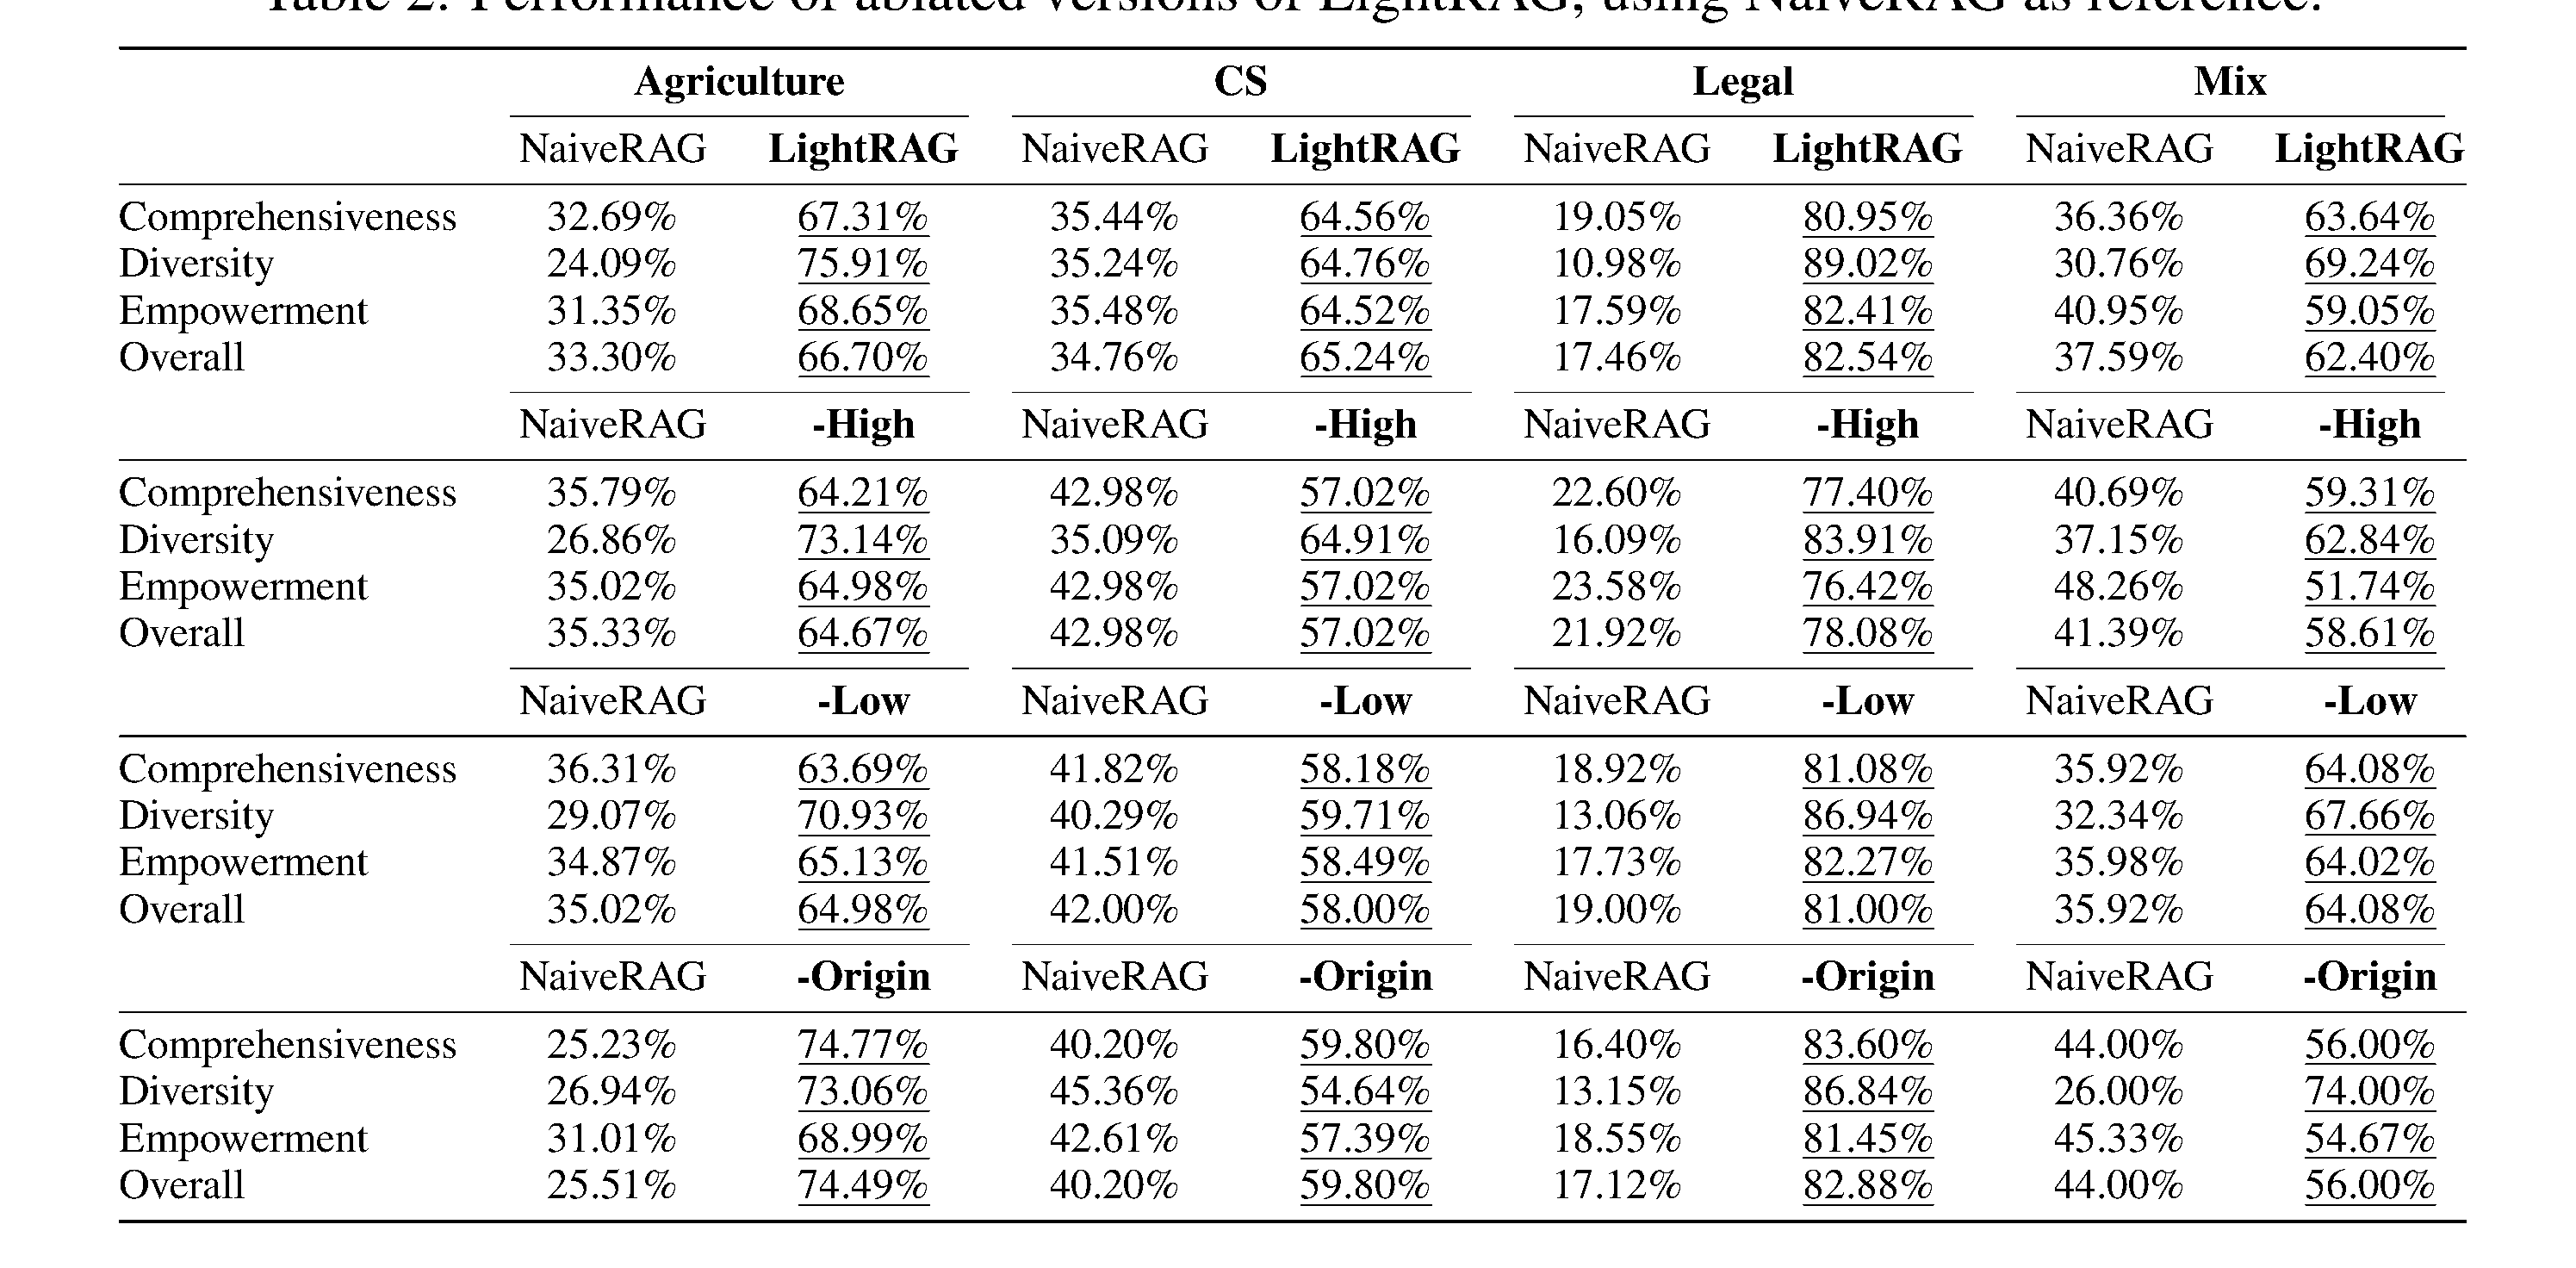 Table 2: Performance of ablated versions of LightRAG, using NaiveRAG as reference.
Agriculture CS Legal Mix
NaiveRAG LightRAG NaiveRAG LightRAG NaiveRAG LightRAG NaiveRAG LightRAG
Comprehensiveness 32.69% 67.31% 35.44% 64.56% 19.05% 80.95% 36.36% 63.64%
Diversity 24.09% 75.91% 35.24% 64.76% 10.98% 89.02% 30.76% 69.24%
Empowerment 31.35% 68.65% 35.48% 64.52% 17.59% 82.41% 40.95% 59.05%
Overall 33.30% 66.70% 34.76% 65.24% 17.46% 82.54% 37.59% 62.40%
NaiveRAG -High NaiveRAG -High NaiveRAG -High NaiveRAG -High
Comprehensiveness 35.79% 64.21% 42.98% 57.02% 22.60% 77.40% 40.69% 59.31%
Diversity 26.86% 73.14% 35.09% 64.91% 16.09% 83.91% 37.15% 62.84%
Empowerment 35.02% 64.98% 42.98% 57.02% 23.58% 76.42% 48.26% 51.74%
Overall 35.33% 64.67% 42.98% 57.02% 21.92% 78.08% 41.39% 58.61%
NaiveRAG -Low NaiveRAG -Low NaiveRAG -Low NaiveRAG -Low
Comprehensiveness 36.31% 63.69% 41.82% 58.18% 18.92% 81.08% 35.92% 64.08%
Diversity 29.07% 70.93% 40.29% 59.71% 13.06% 86.94% 32.34% 67.66%
Empowerment 34.87% 65.13% 41.51% 58.49% 17.73% 82.27% 35.98% 64.02%
Overall 35.02% 64.98% 42.00% 58.00% 19.00% 81.00% 35.92% 64.08%
NaiveRAG -Origin NaiveRAG -Origin NaiveRAG -Origin NaiveRAG -Origin
Comprehensiveness 25.23% 74.77% 40.20% 59.80% 16.40% 83.60% 44.00% 56.00%
Diversity 26.94% 73.06% 45.36% 54.64% 13.15% 86.84% 26.00% 74.00%
Empowerment 31.01% 68.99% 42.61% 57.39% 18.55% 81.45% 45.33% 54.67%
Overall 25.51% 74.49% 40.20% 59.80% 17.12% 82.88% 44.00% 56.00%